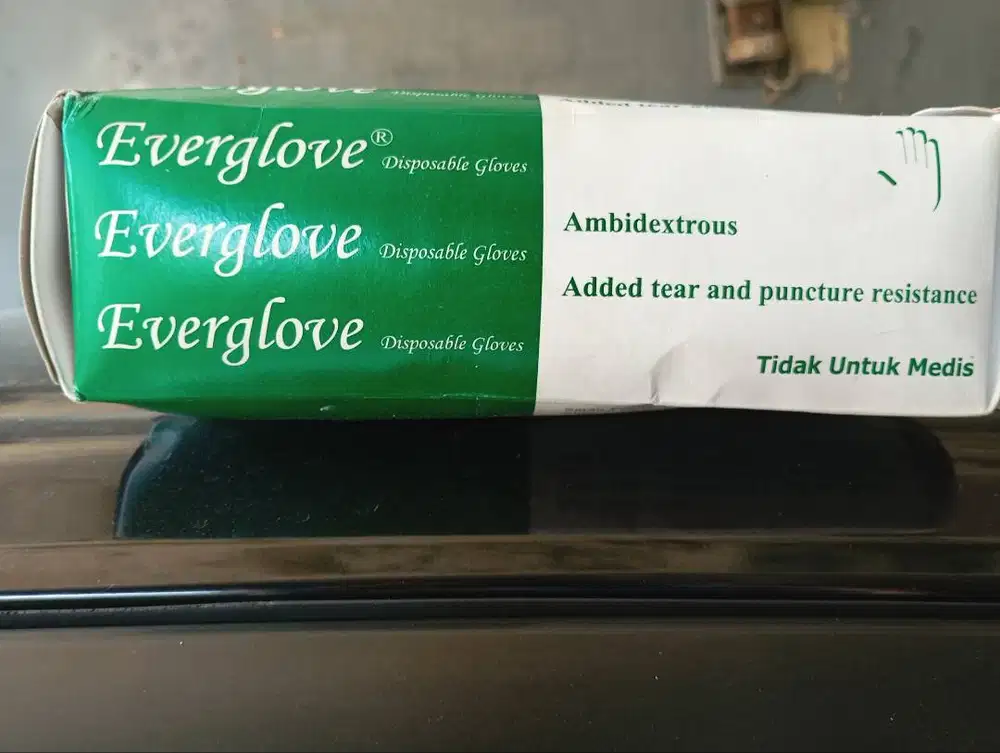 Everglove® Disposable Gloves
Everglove Disposable Gloves
Everglove Disposable Gloves
Ambidextrous
Added tear and puncture resistance
Tidak Untuk Medis